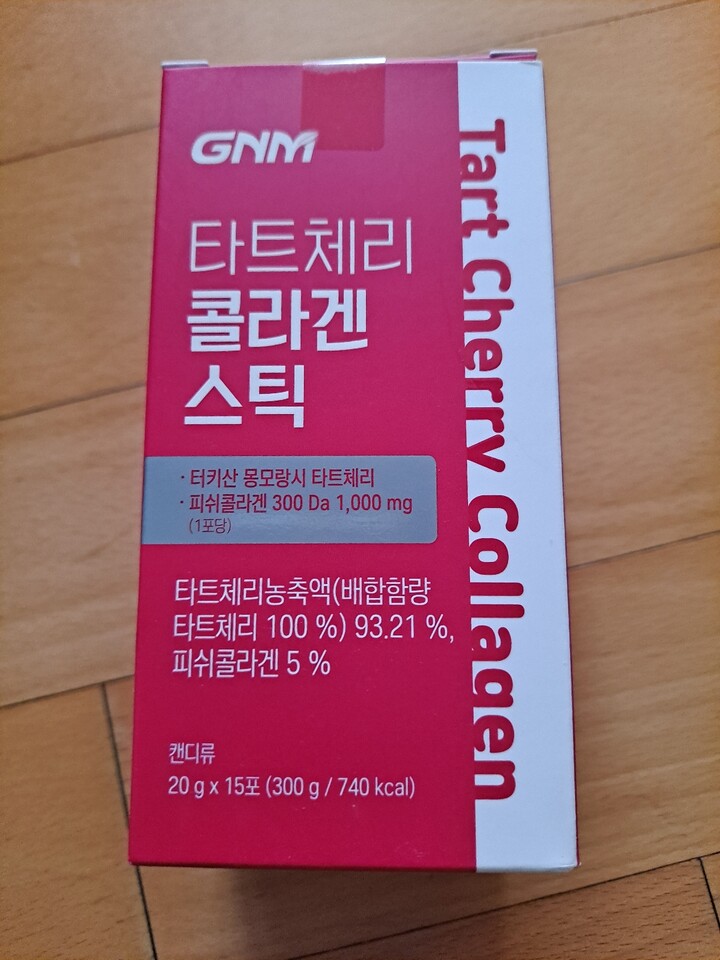 GNM
타트체리
콜라겐
스틱
· 터키산 몽모랑시 타트체리
· 피쉬콜라겐 300 Da 1,000 mg
(1포당)
타트체리농축액(배합함량
타트체리 100 %) 93.21 %,
피쉬콜라겐 5 %
캔디류
20 g x 15포 (300 g / 740 kcal)
Tart Cherry Collagen